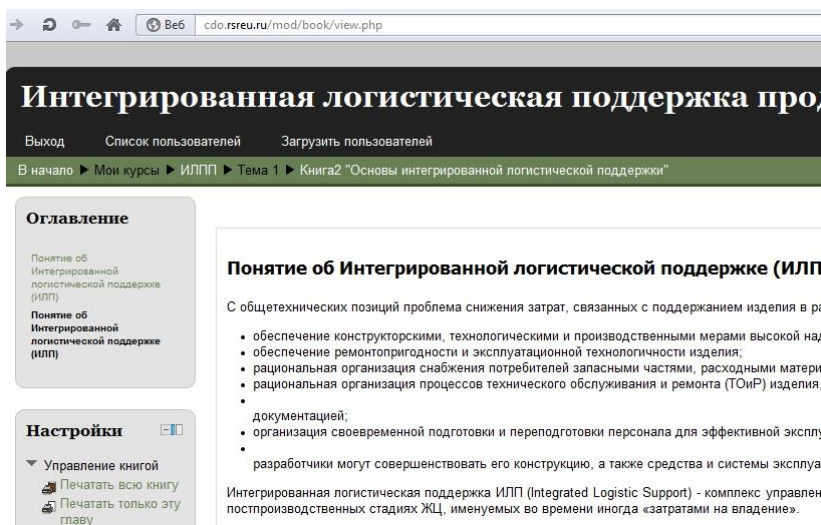 Веб
cdo.rsreu.ru/mod/book/view.php
Интегрированная логистическая поддержка
Выход Список пользователей Загрузить пользователей
В начало ► Мои курсы ► ИЛПП ► Тема 1 ► Книга2 "Основы интегрированной логистической поддержки"
Оглавление
Понятие об
Интегрированной
логистической поддержке
(ИЛП)
Понятие об
Интегрированной
логистической поддержке
(ИЛП)
Настройки
Управление книгой
Печатать всю книгу
Печатать только эту
главу
Понятие об Интегрированной логистической поддержке (ИЛП
С общетехнических позиций проблема снижения затрат, связанных с поддержанием изделия в
• обеспечение конструкторскими, технологическими и производственными мерами высокой
• обеспечение ремонтопригодности и эксплуатационной технологичности изделия;
• рациональная организация снабжения потребителей запасными частями, расходными
• рациональная организация процессов технического обслуживания и ремонта (ТОиР) изделия,
•
документацией;
• организация своевременной подготовки и переподготовки персонала для эффективной
•
разработчики могут совершенствовать его конструкцию, а также средства и системы
Интегрированная логистическая поддержка ИЛП (Integrated Logistic Support) - комплекс
постпроизводственных стадиях ЖЦ, именуемых во времени иногда «затратами на владение».